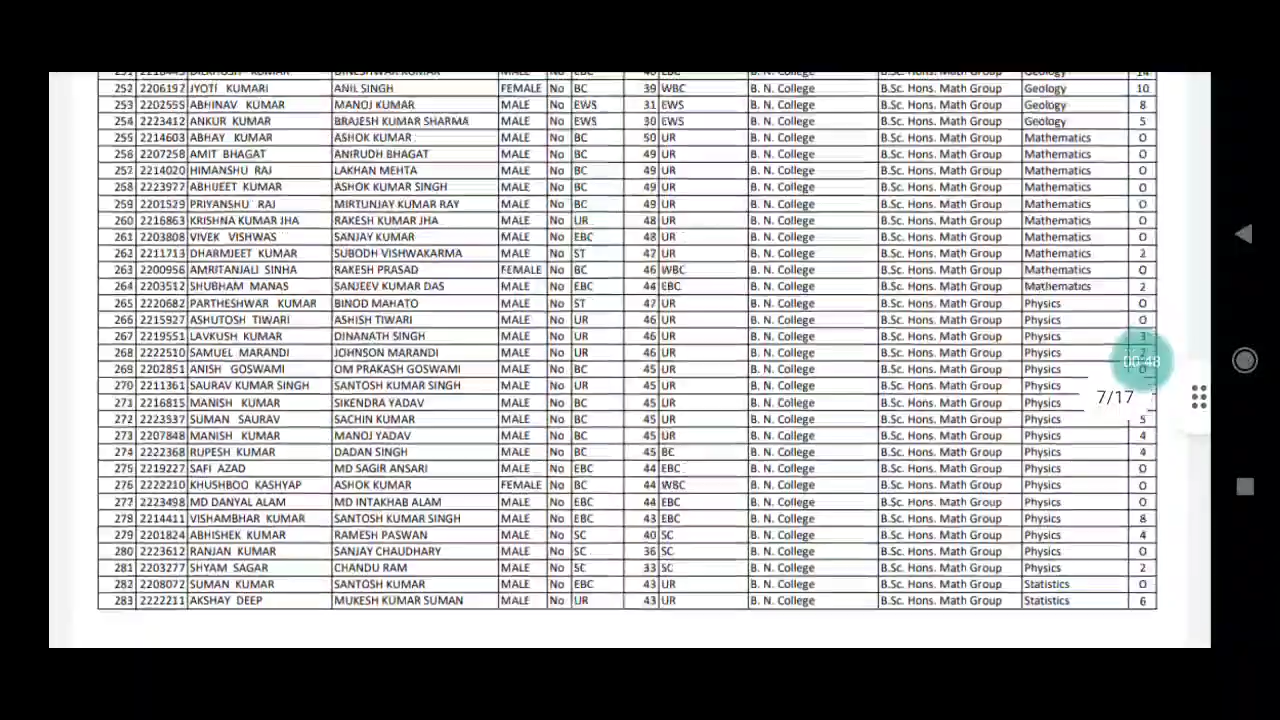 252 2206192 JYOTI KUMARI ANIL SINGH FEMALE No BC 39 WBC B. N. College B.Sc. Hons. Math Group Geology 10
253 2202555 ABHINAV KUMAR MANOJ KUMAR MALE No EWS 31 EWS B. N. College B.Sc. Hons. Math Group Geology 8
254 2223412 ANKUR KUMAR BRAJESH KUMAR SHARMA MALE No EWS 30 EWS B. N. College B.Sc. Hons. Math Group Geology 5
255 2214603 ABHAY KUMAR ASHOK KUMAR MALE No BC 50 UR B. N. College B.Sc. Hons. Math Group Mathematics 0
256 2207258 AMIT BHAGAT ANIRUDH BHAGAT MALE No BC 49 UR B. N. College B.Sc. Hons. Math Group Mathematics 0
257 2214020 HIMANSHU RAJ LAKHAN MEHTA MALE No BC 49 UR B. N. College B.Sc. Hons. Math Group Mathematics 0
258 2223977 ABHIJEET KUMAR ASHOK KUMAR SINGH MALE No BC 49 UR B. N. College B.Sc. Hons. Math Group Mathematics 0
259 2201529 PRIYANSHU RAJ MIRTUNJAY KUMAR RAY MALE No BC 49 UR B. N. College B.Sc. Hons. Math Group Mathematics 0
260 2216863 KRISHNA KUMAR JHA RAKESH KUMAR JHA MALE No UR 48 UR B. N. College B.Sc. Hons. Math Group Mathematics 0
261 2203808 VIVEK VISHWAS SANJAY KUMAR MALE No EBC 48 UR B. N. College B.Sc. Hons. Math Group Mathematics 0
262 2211713 DHARMJEET KUMAR SUBODH VISHWAKARMA MALE No ST 47 UR B. N. College B.Sc. Hons. Math Group Mathematics 2
263 2200956 AMRITANJALI SINHA RAKESH PRASAD FEMALE No BC 46 WBC B. N. College B.Sc. Hons. Math Group Mathematics 0
264 2203512 SHUBHAM MANAS SANJEEV KUMAR DAS MALE No EBC 44 EBC B. N. College B.Sc. Hons. Math Group Mathematics 2
265 2220682 PARTHESHWAR KUMAR BINOD MAHATO MALE No ST 47 UR B. N. College B.Sc. Hons. Math Group Physics 0
266 2215927 ASHUTOSH TIWARI ASHISH TIWARI MALE No UR 46 UR B. N. College B.Sc. Hons. Math Group Physics 0
267 2219551 LAVKUSH KUMAR DINANATH SINGH MALE No UR 46 UR B. N. College B.Sc. Hons. Math Group Physics 3
268 2222510 SAMUEL MARANDI JOHNSON MARANDI MALE No UR 46 UR B. N. College B.Sc. Hons. Math Group Physics
269 2202851 ANISH GOSWAMI OM PRAKASH GOSWAMI MALE No BC 45 UR B. N. College B.Sc. Hons. Math Group Physics
00:48
270 2211361 SAURAV KUMAR SINGH SANTOSH KUMAR SINGH MALE No UR 45 UR B. N. College B.Sc. Hons. Math Group Physics
271 2216815 MANISH KUMAR SIKENDRA YADAV MALE No BC 45 UR B. N. College B.Sc. Hons. Math Group Physics
7/17
272 2223537 SUMAN SAURAV SACHIN KUMAR MALE No BC 45 UR B. N. College B.Sc. Hons. Math Group Physics 5
273 2207848 MANISH KUMAR MANOJ YADAV MALE No BC 45 UR B. N. College B.Sc. Hons. Math Group Physics 4
274 2222368 RUPESH KUMAR DADAN SINGH MALE No BC 45 BC B. N. College B.Sc. Hons. Math Group Physics 4
275 2219227 SAFI AZAD MD SAGIR ANSARI MALE No EBC 44 EBC B. N. College B.Sc. Hons. Math Group Physics 0
276 2222210 KHUSHBOO KASHYAP ASHOK KUMAR FEMALE No BC 44 WBC B. N. College B.Sc. Hons. Math Group Physics 0
277 2223498 MD DANYAL ALAM MD INTAKHAB ALAM MALE No EBC 44 EBC B. N. College B.Sc. Hons. Math Group Physics 0
278 2214411 VISHAMBHAR KUMAR SANTOSH KUMAR SINGH MALE No EBC 43 EBC B. N. College B.Sc. Hons. Math Group Physics 8
279 2201824 ABHISHEK KUMAR RAMESH PASWAN MALE No SC 40 SC B. N. College B.Sc. Hons. Math Group Physics 4
280 2223612 RANJAN KUMAR SANJAY CHAUDHARY MALE No SC 36 SC B. N. College B.Sc. Hons. Math Group Physics 0
281 2203277 SHYAM SAGAR CHANDU RAM MALE No SC 33 SC B. N. College B.Sc. Hons. Math Group Physics 2
282 2208072 SUMAN KUMAR SANTOSH KUMAR MALE No EBC 43 UR B. N. College B.Sc. Hons. Math Group Statistics 0
283 2222211 AKSHAY DEEP MUKESH KUMAR SUMAN MALE No UR 43 UR B. N. College B.Sc. Hons. Math Group Statistics 6